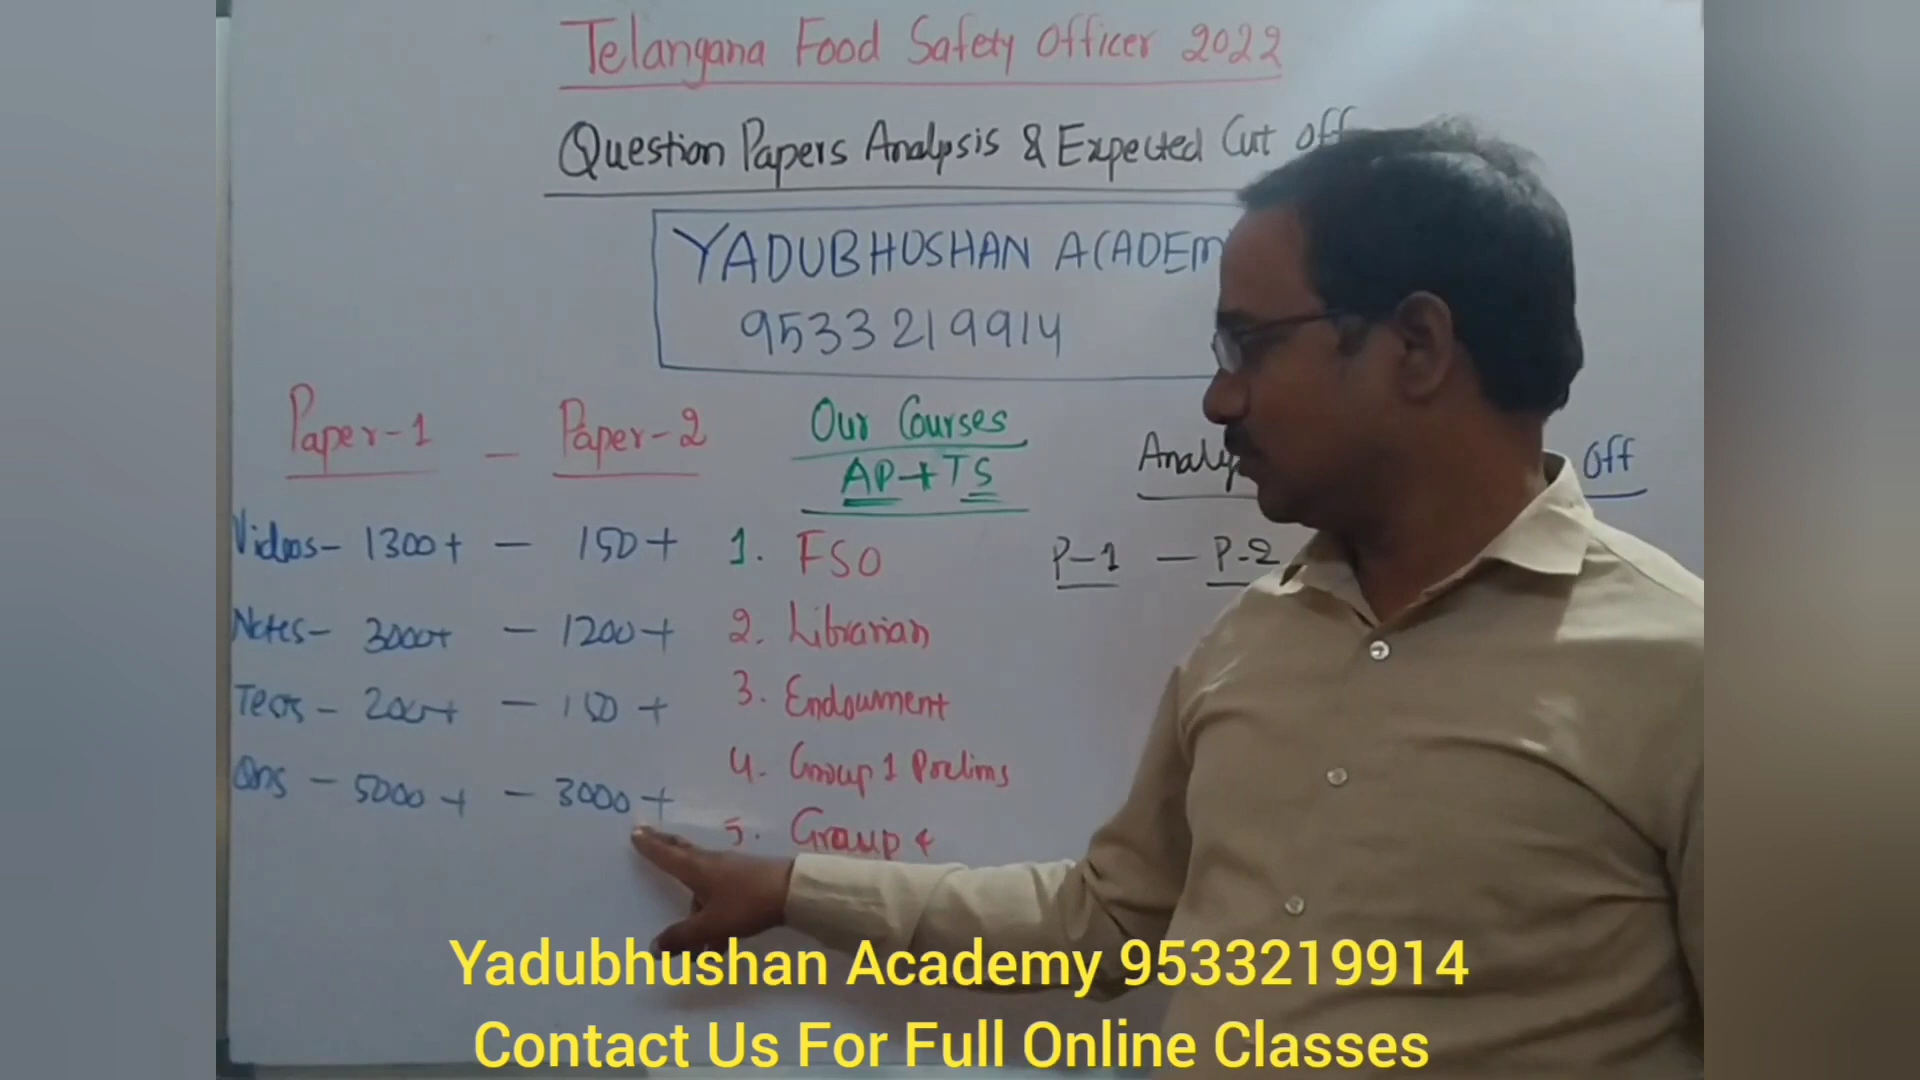 Telangana Food Safety Officer 2022
Question Papers Analysis & Expected Cut off
YADUBHUSHAN ACADEM
9533219914
Paper-1 - Paper-2
Videos- 1300+ - 150+
Notes- 3000+ - 1200+
- 200+ - 150 +
Qns - 5000+ - 3000+
Our Courses
AP+TS
1. FSO
2. Librarian
3. Endowment
4. Group 1 Prelims
5. Group 4
Analy Off
P-1 - P-2
Yadubhushan Academy 9533219914
Contact Us For Full Online Classes